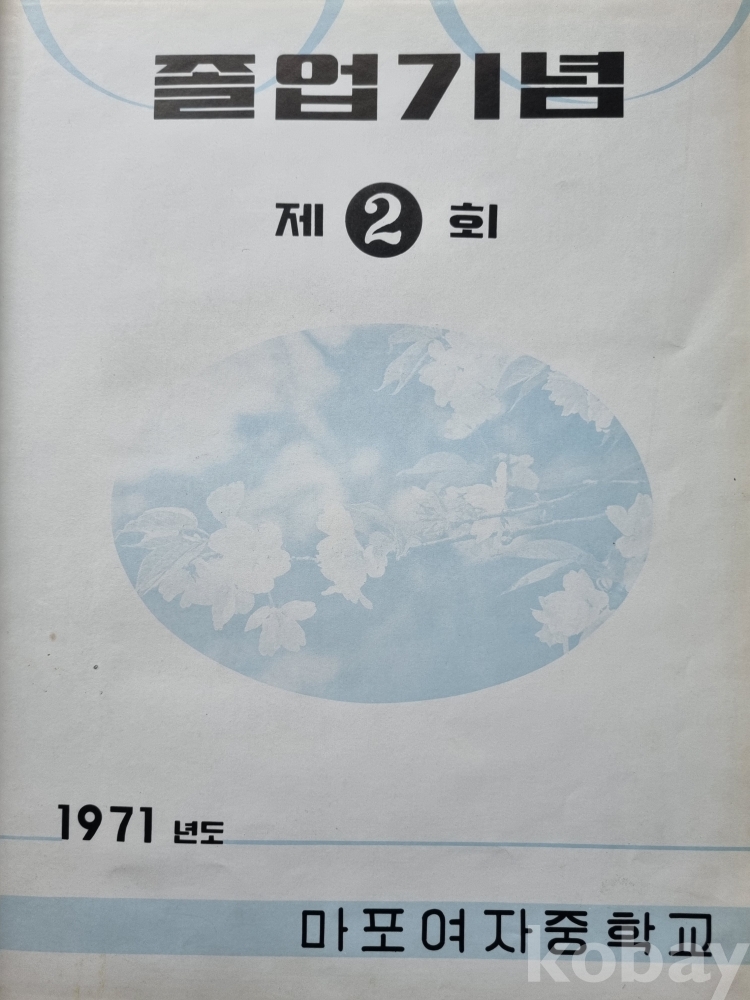 졸업기념
제 2 회
1971 년도
마포여자중학교
kobay